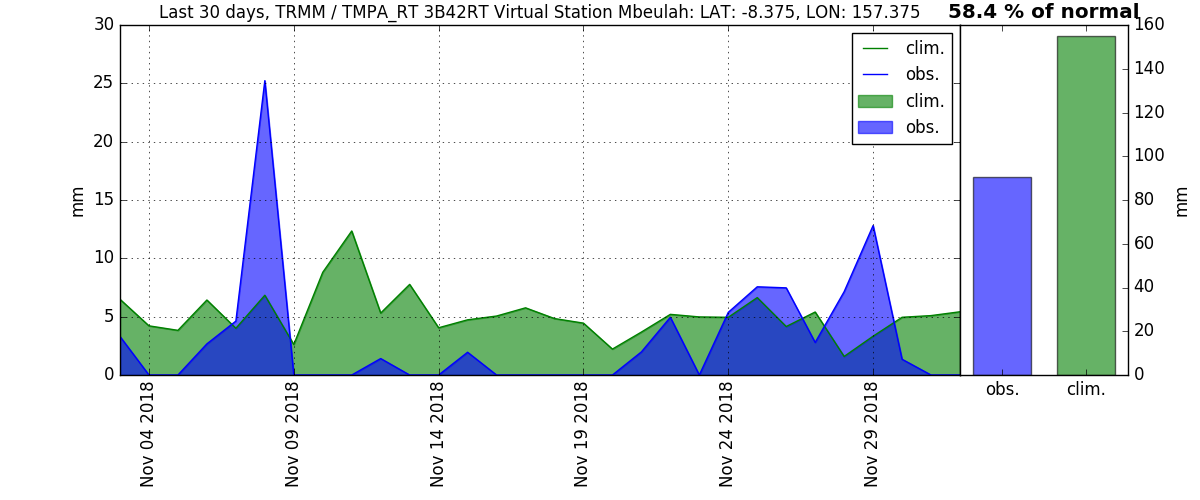 Last 30 days, TRMM / TMPA_RT 3B42RT Virtual Station Mbeulah: LAT: -8.375, LON: 157.375
58.4 % of normal
30
25
20
15
10
5
0
mm
clim.
obs.
clim.
obs.
Nov 04 2018
Nov 09 2018
Nov 14 2018
Nov 19 2018
Nov 24 2018
Nov 29 2018
160
140
120
100
80
60
40
20
0
mm
obs.
clim.